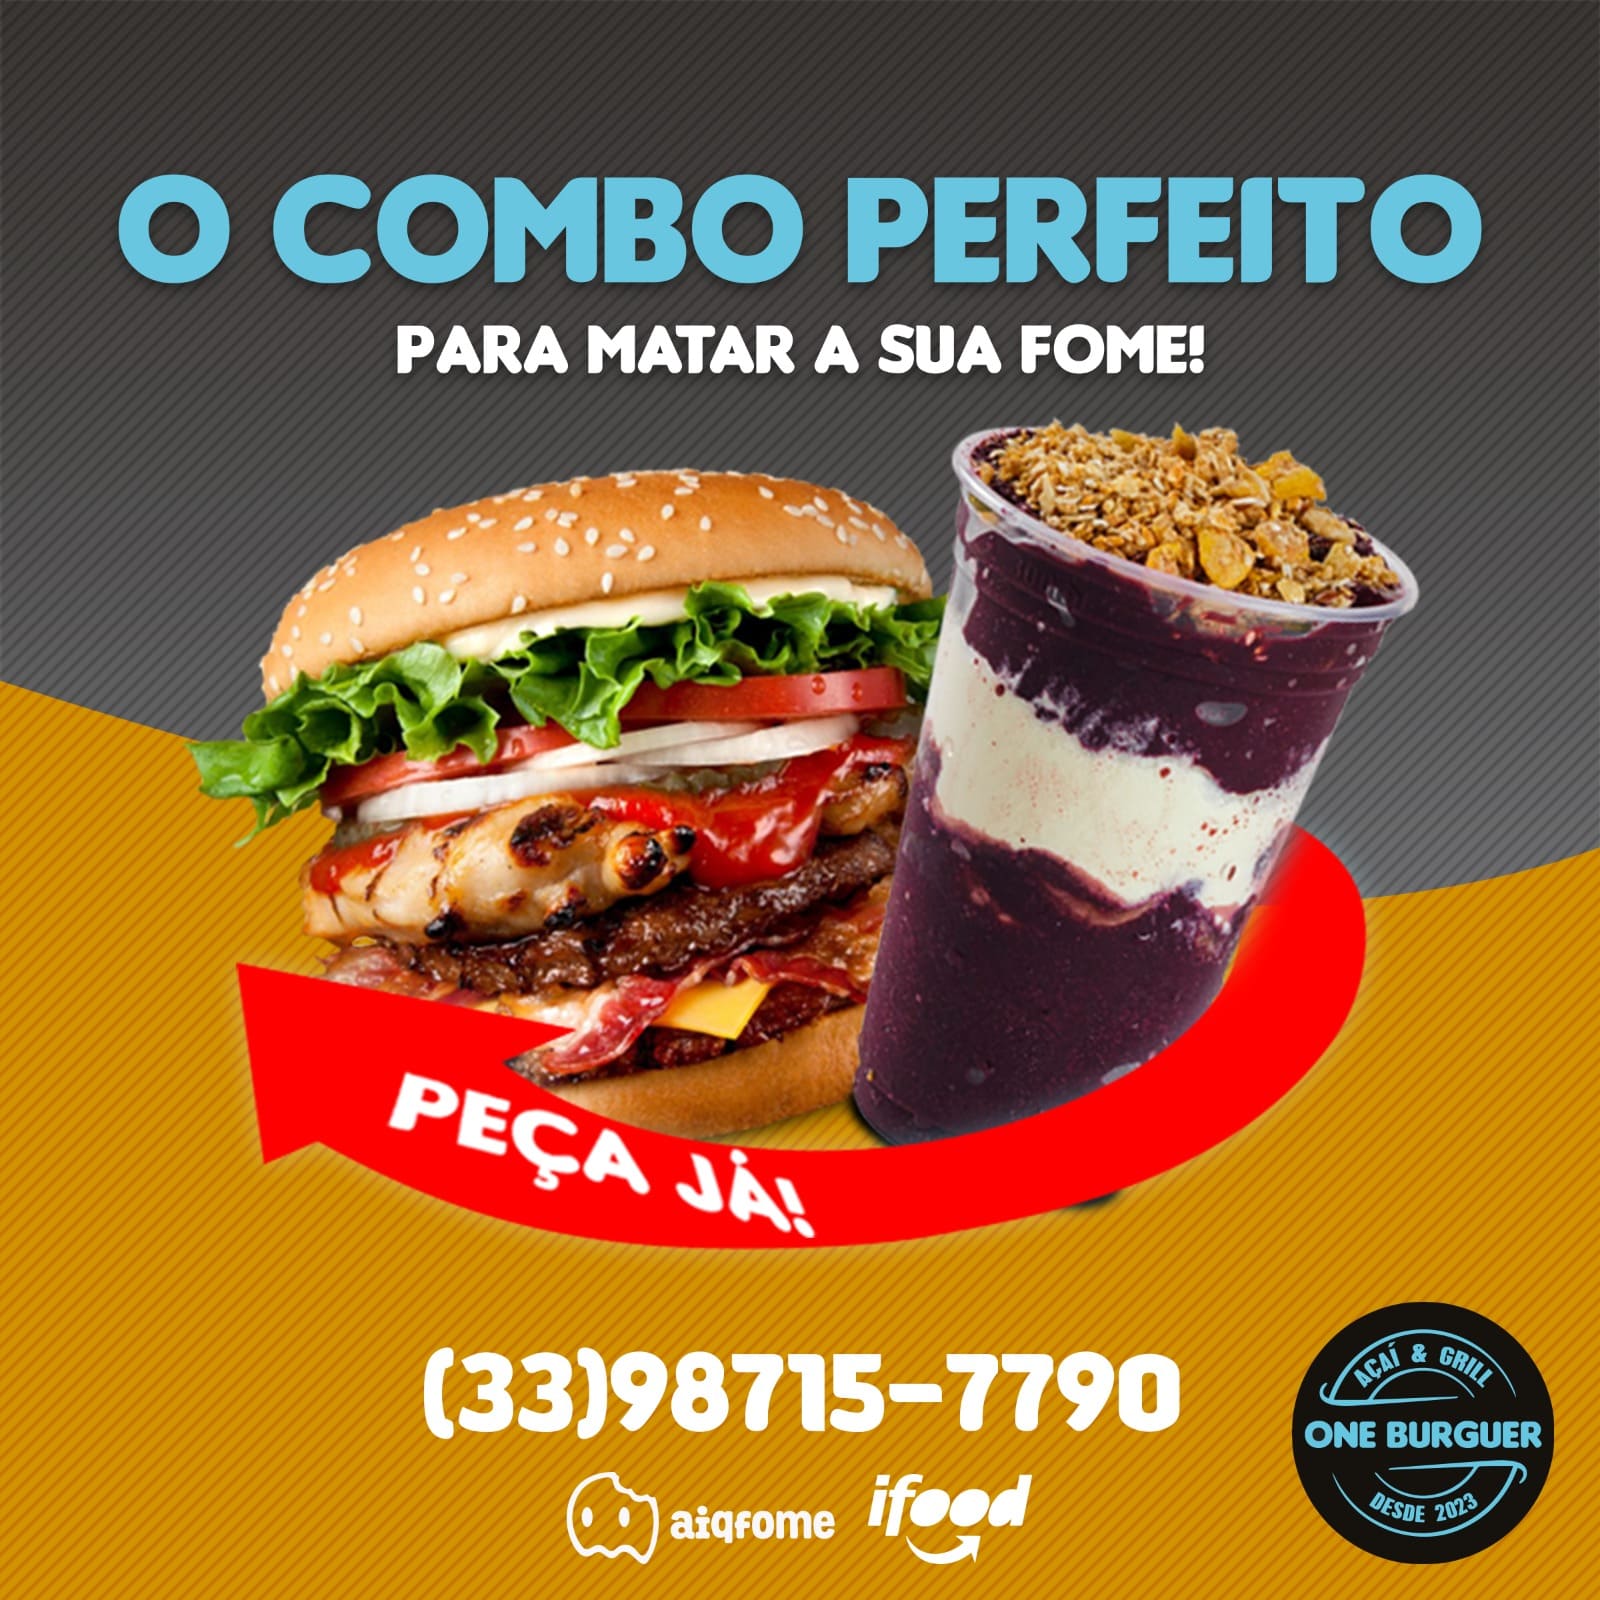 O COMBO PERFEITO
PARA MATAR A SUA FOME!
PEÇA JÁ!
(33)98715-7790
aiqfome
ifood
AÇAÍ & GRILL
ONE BURGUER
DESDE 2023